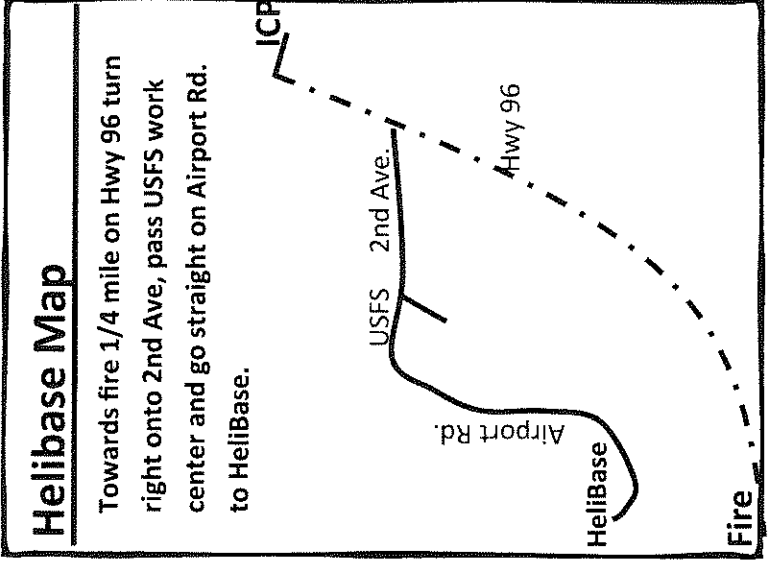 Helibase Map
Towards fire 1/4 mile on Hwy 96 turn
right onto 2nd Ave, pass USFS work
center and go straight on Airport Rd.
to HeliBase.
ICP
USFS
2nd Ave.
Hwy 96
Airport Rd.
HeliBase
Fire